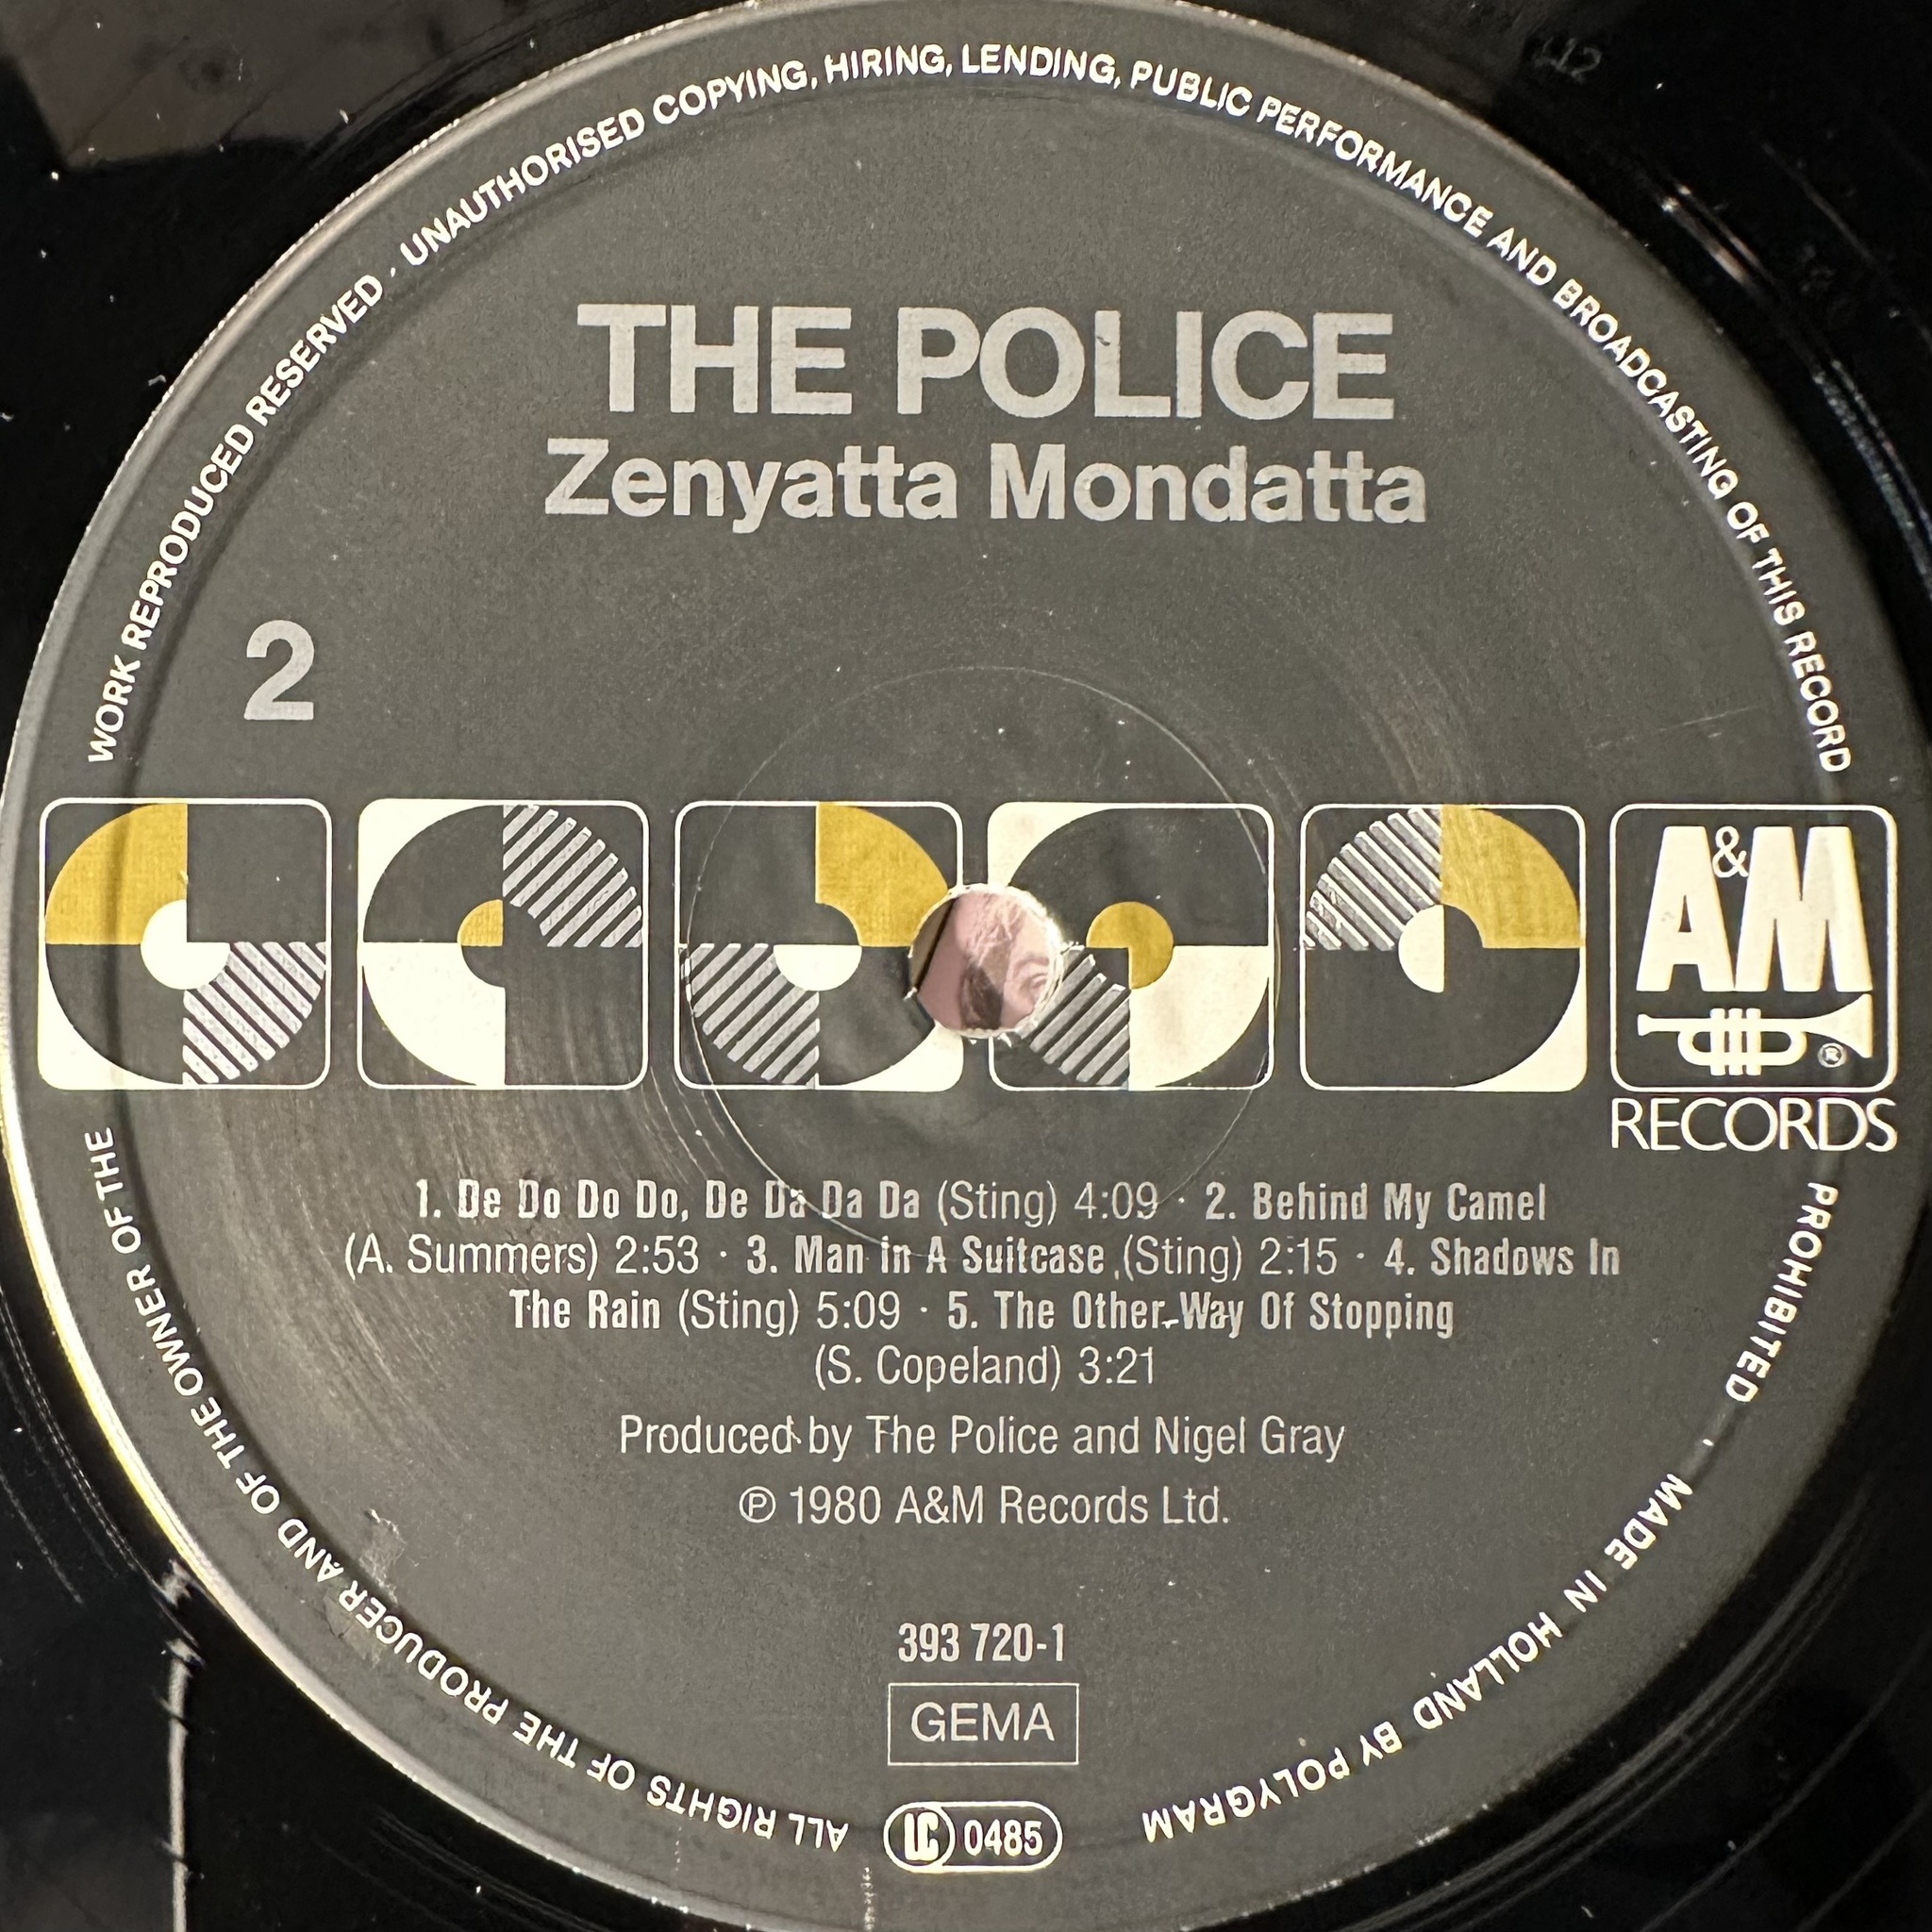 WORK REPRODUCED RESERVED · UNAUTHORISED COPYING, HIRING, LENDING, PUBLIC PERFORMANCE AND BROADCASTING OF THIS RECORD
THE POLICE
Zenyatta Mondatta
2
A&M
®
RECORDS
1. De Do Do Do, De Da Da Da (Sting) 4:09 · 2. Behind My Camel
(A. Summers) 2:53 · 3. Man in A Suitcase (Sting) 2:15 · 4. Shadows In
The Rain (Sting) 5:09 · 5. The Other Way Of Stopping
(S. Copeland) 3:21
Produced by The Police and Nigel Gray
℗ 1980 A&M Records Ltd.
393 720-1
GEMA
LC 0485
ALL RIGHTS OF THE PRODUCER AND OF THE OWNER OF THE
PROHIBITED
MADE IN HOLLAND BY POLYGRAM